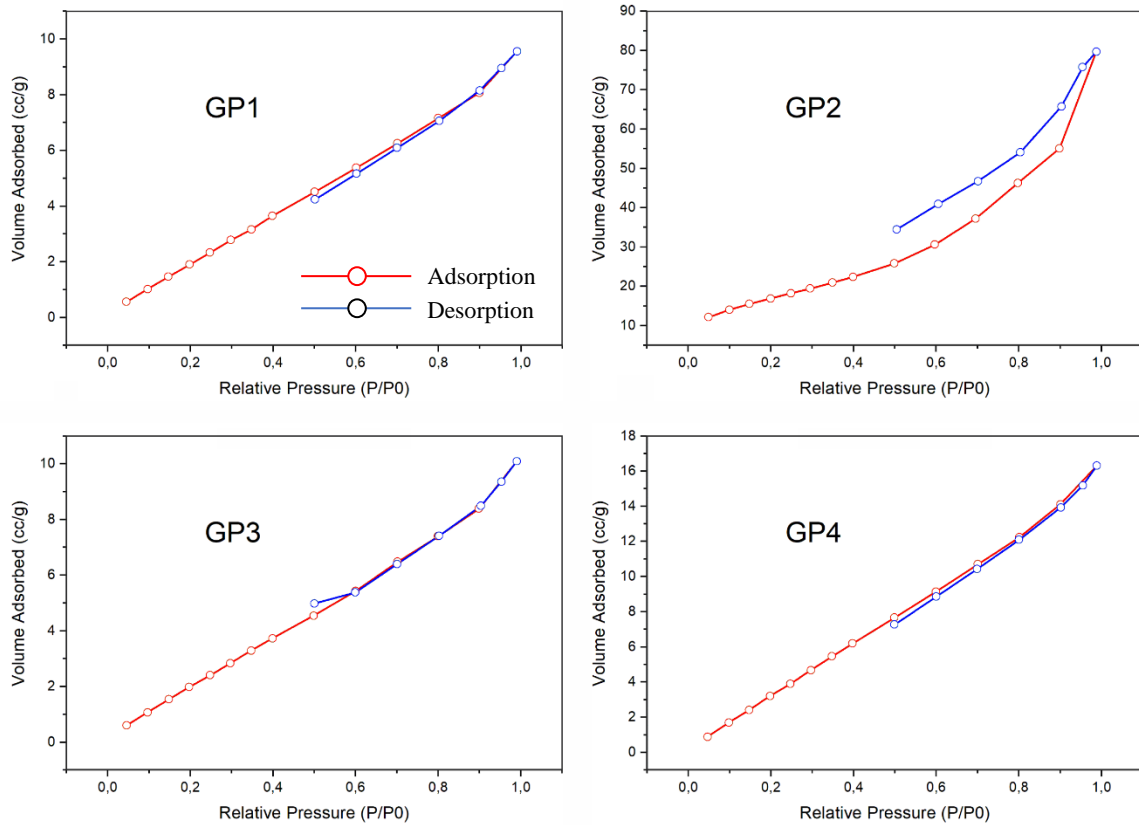 GP1
Volume Adsorbed (cc/g)
10
8
6
4
2
0
0,0 0,2 0,4 0,6 0,8 1,0
Relative Pressure (P/P0)
Adsorption
Desorption
GP2
Volume Adsorbed (cc/g)
90
80
70
60
50
40
30
20
10
0,0 0,2 0,4 0,6 0,8 1,0
Relative Pressure (P/P0)
GP3
Volume Adsorbed (cc/g)
10
8
6
4
2
0
0,0 0,2 0,4 0,6 0,8 1,0
Relative Pressure (P/P0)
GP4
Volume Adsorbed (cc/g)
18
16
14
12
10
8
6
4
2
0
0,0 0,2 0,4 0,6 0,8 1,0
Relative Pressure (P/P0)